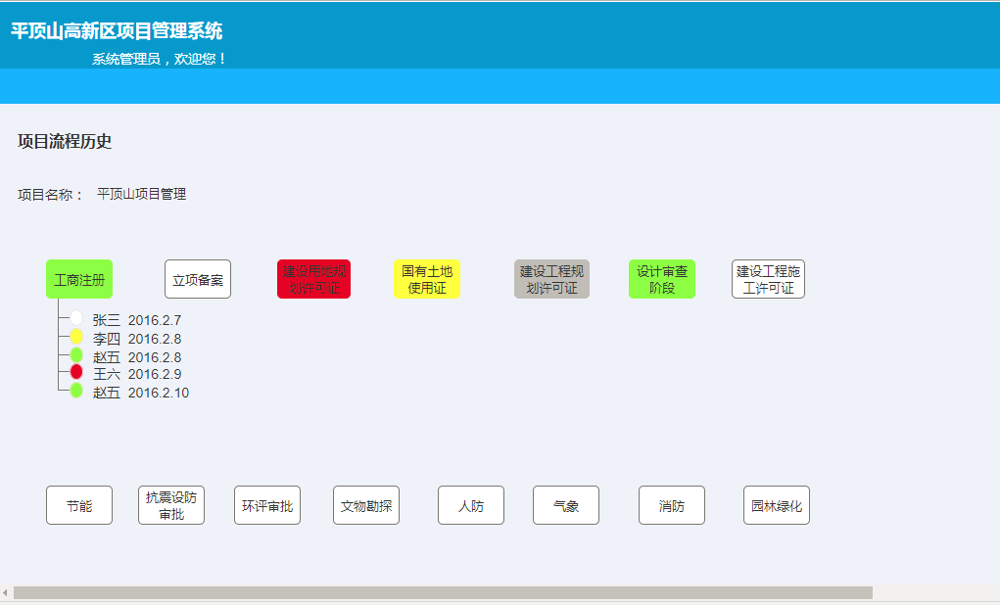 平顶山高新区项目管理系统
系统管理员，欢迎您！
项目流程历史
项目名称： 平顶山项目管理
工商注册
立项备案
建设用地规
划许可证
国有土地
使用证
建设工程规
划许可证
设计审查
阶段
建设工程施
工许可证
张三 2016.2.7
李四 2016.2.8
赵五 2016.2.8
王六 2016.2.9
赵五 2016.2.10
节能
抗震设防
审批
环评审批
文物勘探
人防
气象
消防
园林绿化